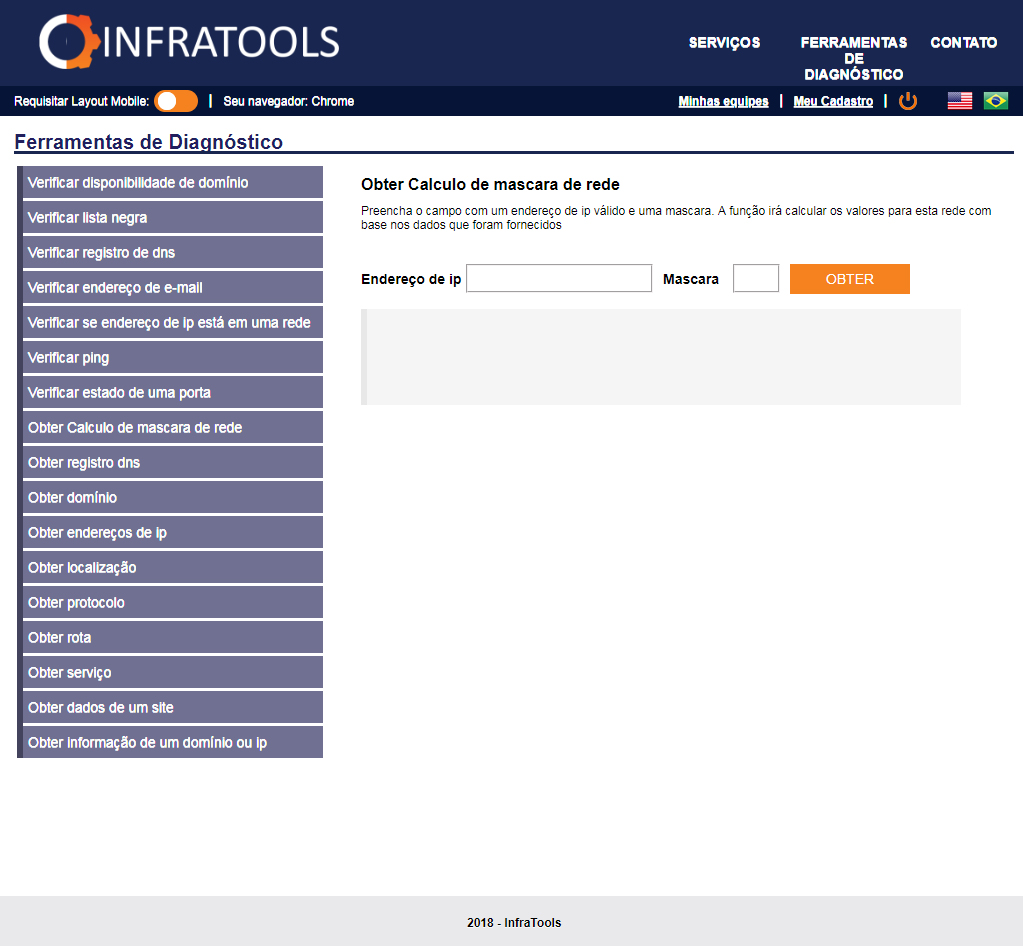 INFRATOOLS
SERVIÇOS
FERRAMENTAS
DE
DIAGNÓSTICO
CONTATO
Requisitar Layout Mobile: | Seu navegador: Chrome
Minhas equipes | Meu Cadastro |
Ferramentas de Diagnóstico
Verificar disponibilidade de domínio
Verificar lista negra
Verificar registro de dns
Verificar endereço de e-mail
Verificar se endereço de ip está em uma rede
Verificar ping
Verificar estado de uma porta
Obter Calculo de mascara de rede
Obter registro dns
Obter domínio
Obter endereços de ip
Obter localização
Obter protocolo
Obter rota
Obter serviço
Obter dados de um site
Obter informação de um domínio ou ip
Obter Calculo de mascara de rede
Preencha o campo com um endereço de ip válido e uma mascara. A função irá calcular os valores para esta rede com
base nos dados que foram fornecidos
Endereço de ip Mascara OBTER
2018 - InfraTools